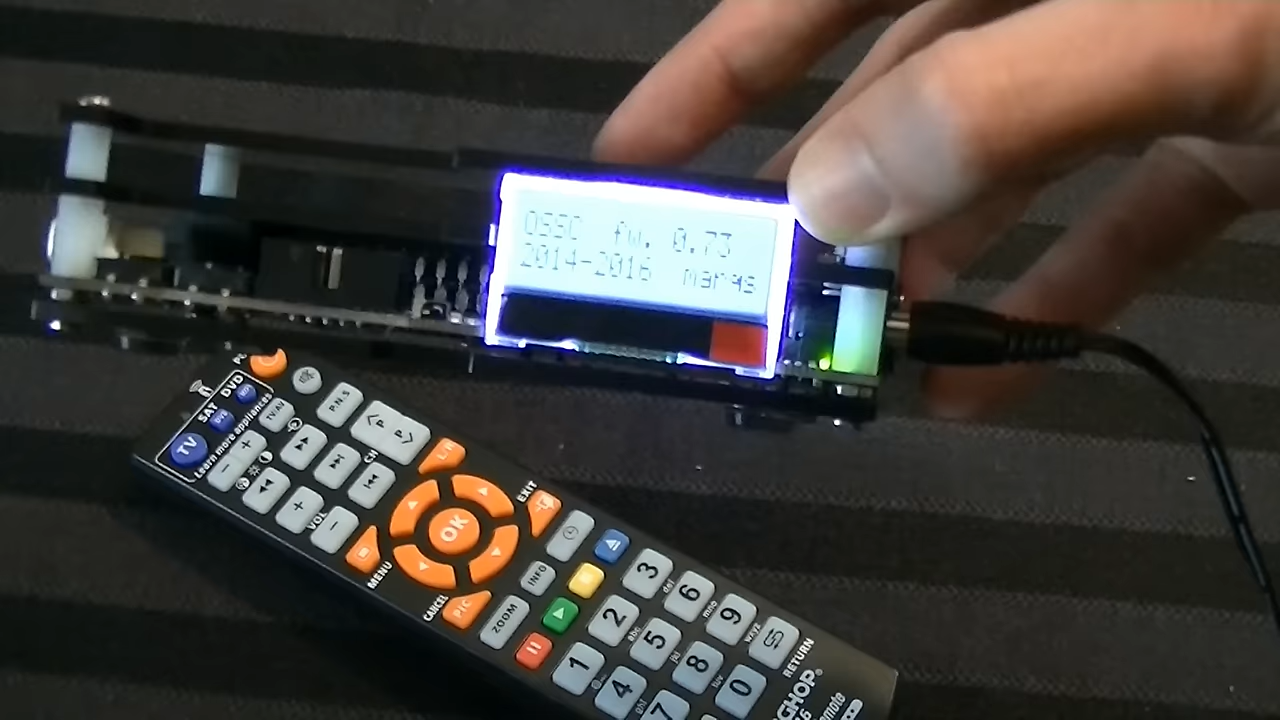 OSSC fw. 0.73
2014-2016 marqs
TV SAT DVD
Learn more appliances
TV/AV
P.N.S
P
P
CH
+
-
+
-
VOL
L/R
EXIT
OK
MENU
CANCEL
P.I.C
INFO
ZOOM
1
2 abc
3 def
4 ghi
5 jkl
6 mno
7
8 tuv
9 wxyz
0
RETURN